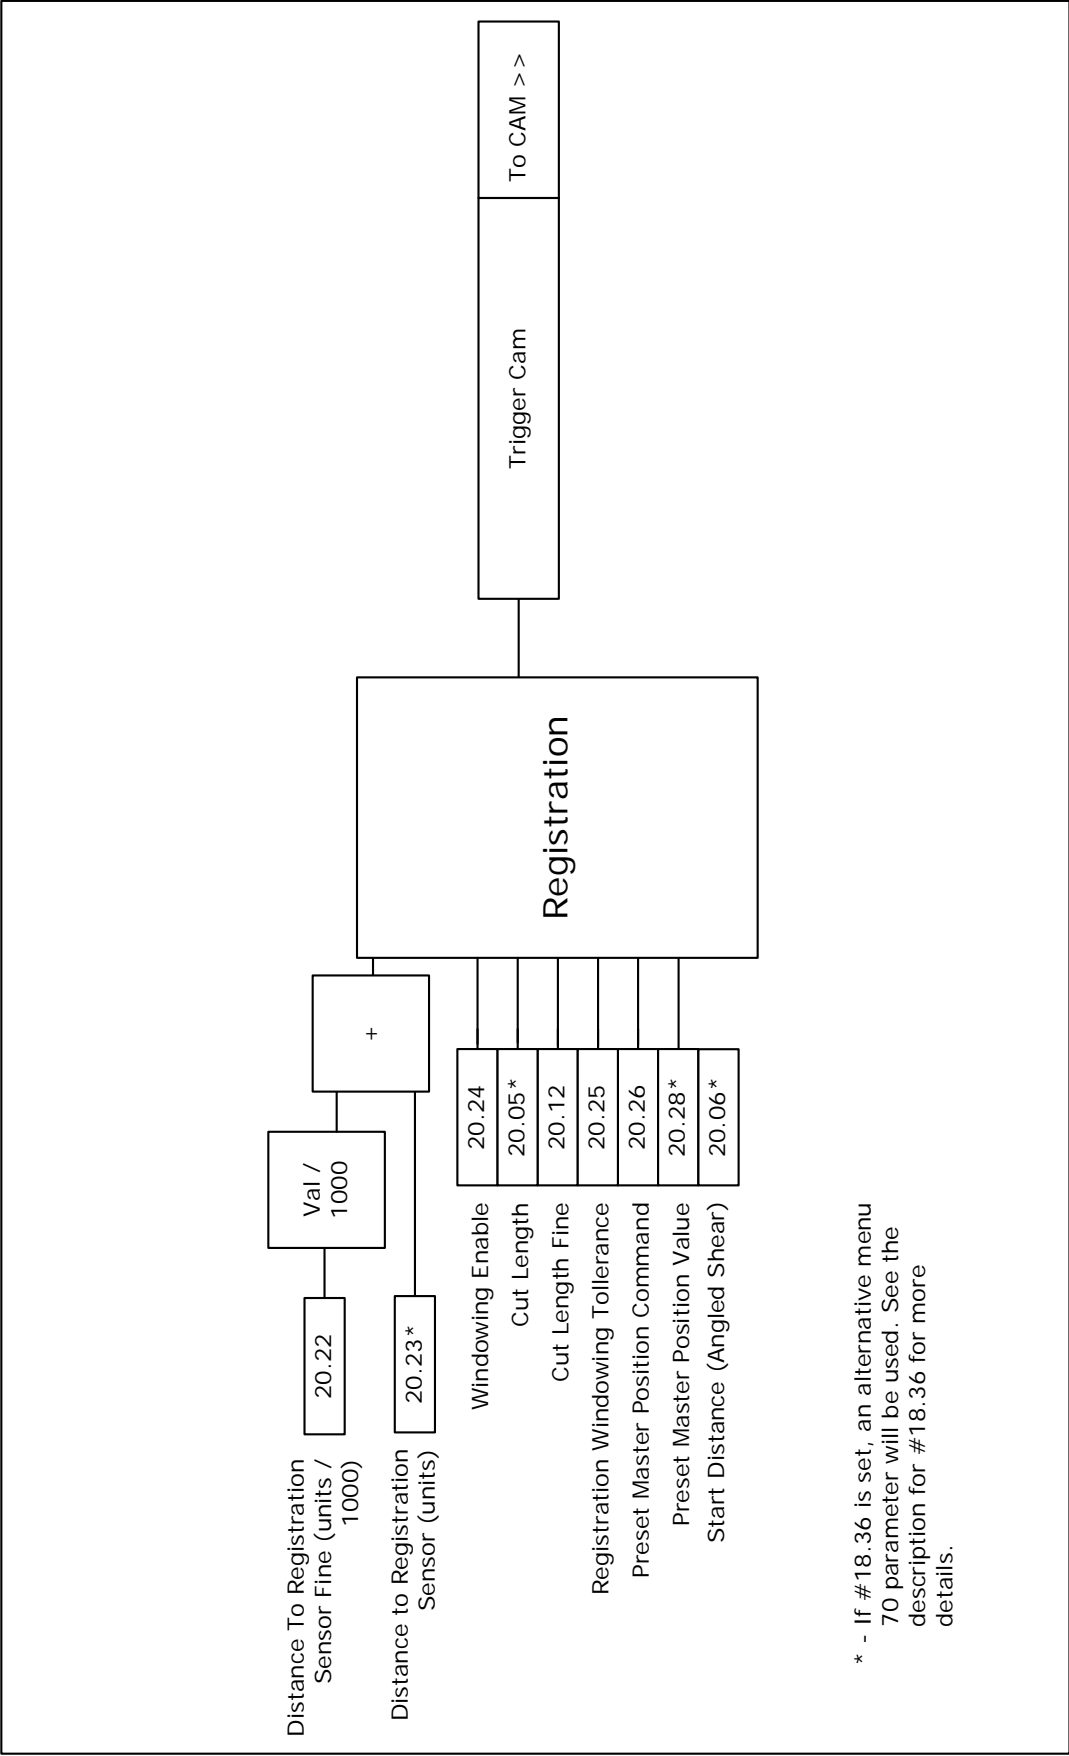 Distance To Registration
Sensor Fine (units /
1000)
20.22
Val /
1000
Distance to Registration
Sensor (units)
20.23*
+
Windowing Enable
20.24
Cut Length
20.05*
Cut Length Fine
20.12
Registration Windowing Tollerance
20.25
Preset Master Position Command
20.26
Preset Master Position Value
20.28*
Start Distance (Angled Shear)
20.06*
Registration
Trigger Cam
To CAM >>
* - If #18.36 is set, an alternative menu
70 parameter will be used. See the
description for #18.36 for more
details.